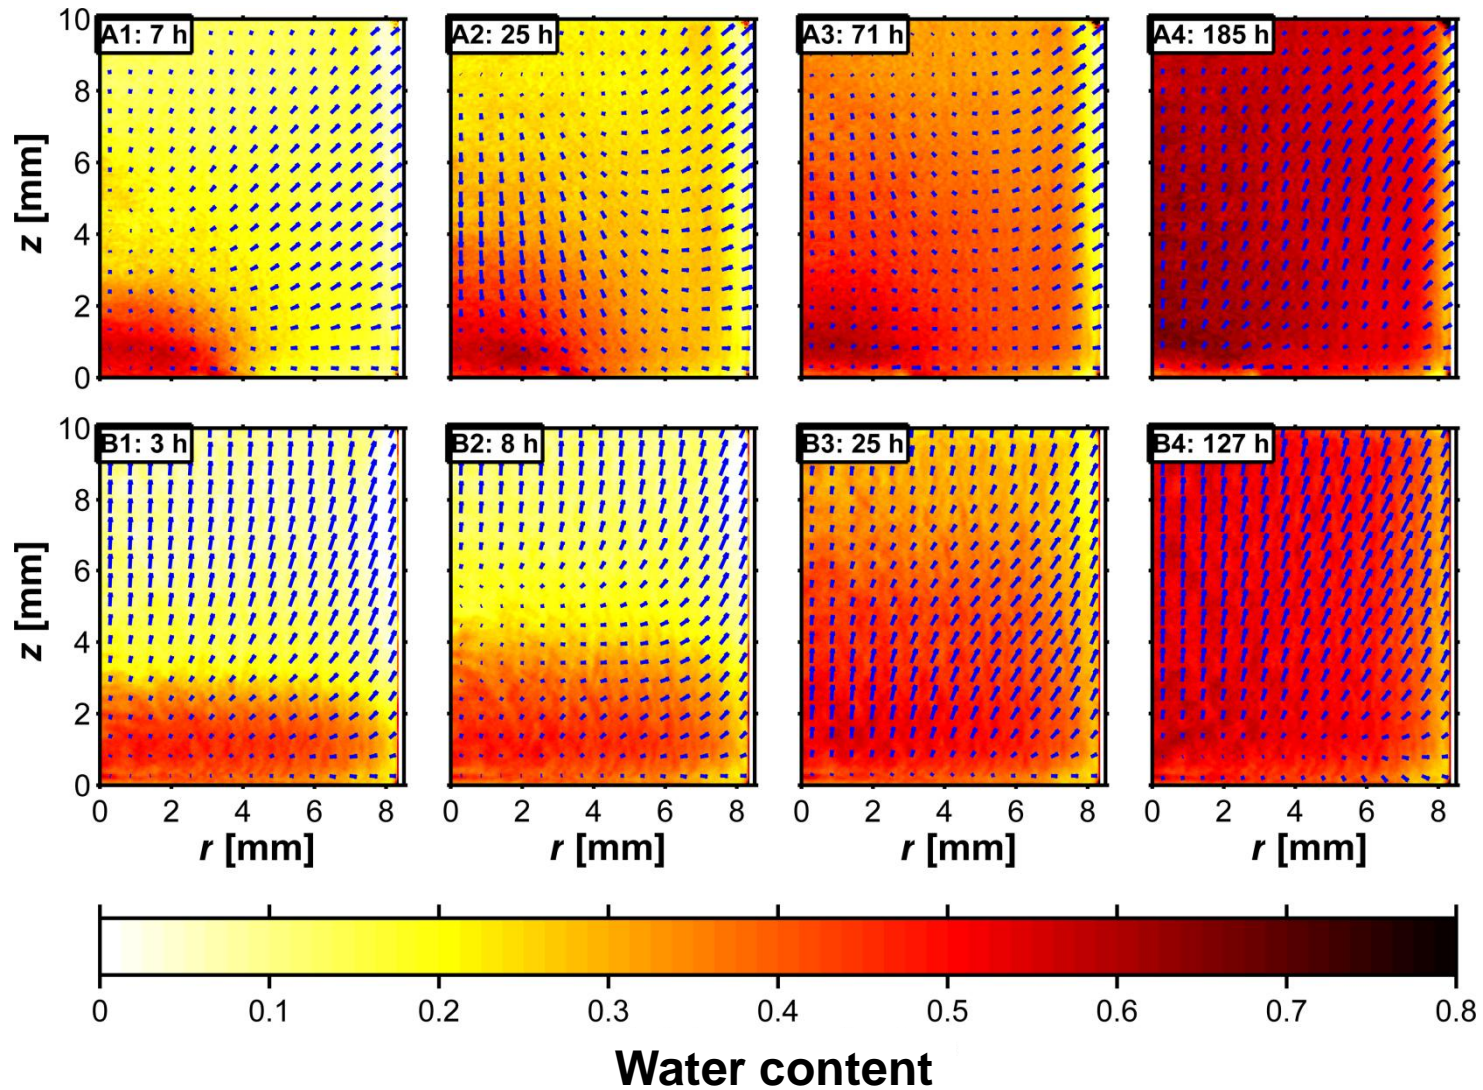 A1: 7 h
A2: 25 h
A3: 71 h
A4: 185 h
10
8
6
4
2
0
z [mm]
B1: 3 h
B2: 8 h
B3: 25 h
B4: 127 h
10
8
6
4
2
0
z [mm]
0 2 4 6 8
0 2 4 6 8
0 2 4 6 8
0 2 4 6 8
r [mm]
r [mm]
r [mm]
r [mm]
0 0.1 0.2 0.3 0.4 0.5 0.6 0.7 0.8
Water content